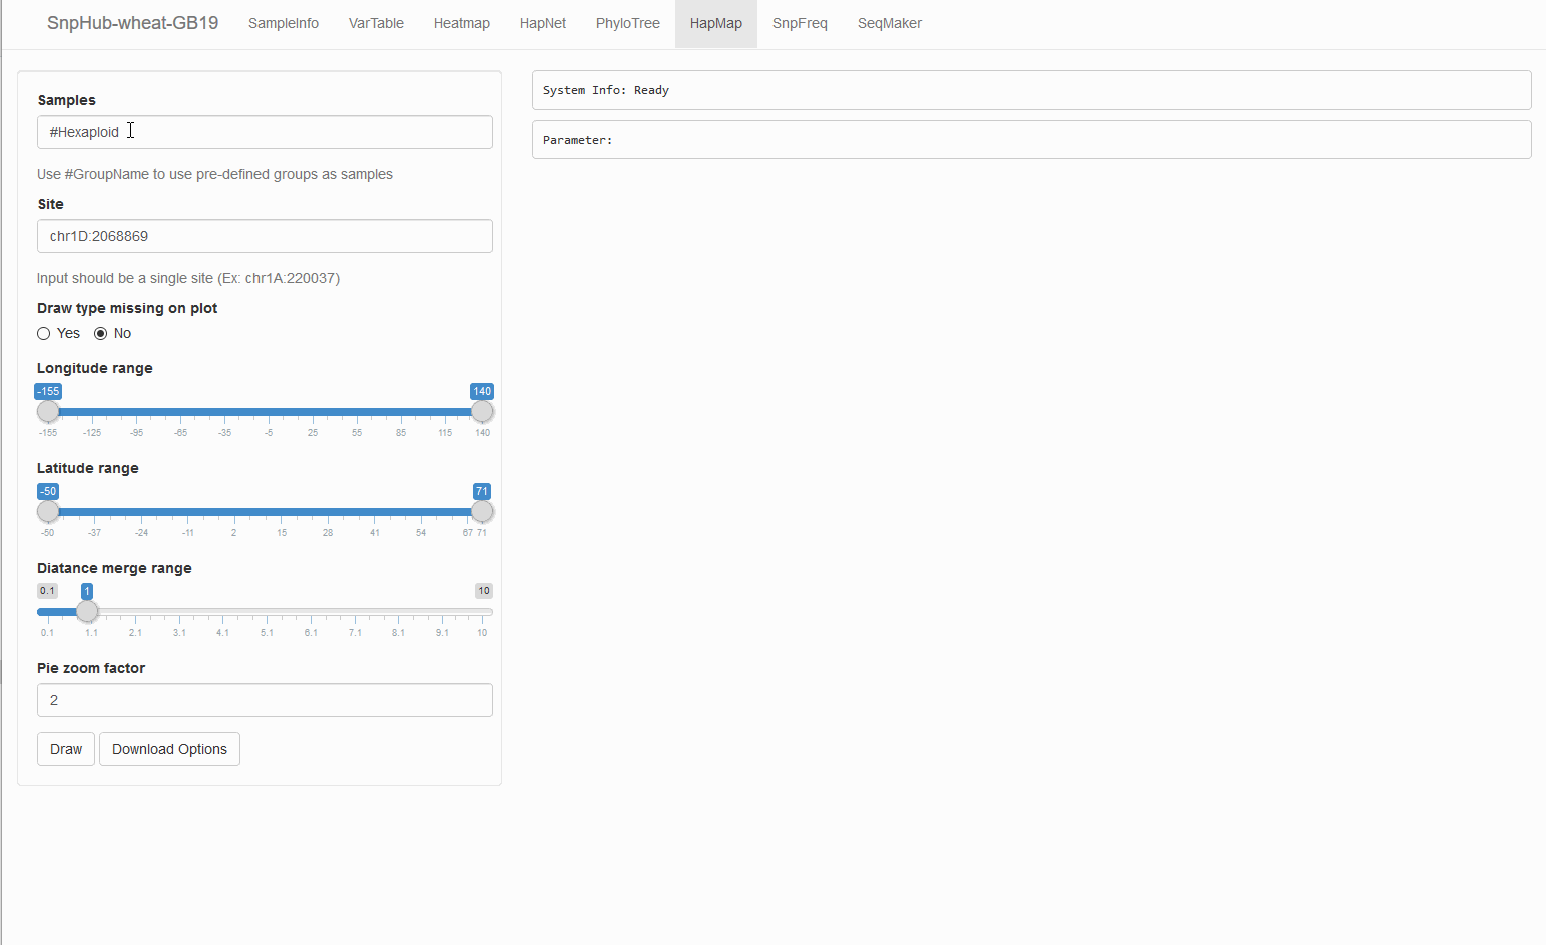 SnpHub-wheat-GB19 SampleInfo VarTable Heatmap HapNet PhyloTree HapMap SnpFreq SeqMaker
Samples
#Hexaploid
Use #GroupName to use pre-defined groups as samples
Site
chr1D:2068869
Input should be a single site (Ex: chr1A:220037)
Draw type missing on plot
Yes No
Longitude range
-155 140
-155 -125 -95 -65 -35 -5 25 55 85 115 140
Latitude range
-50 71
-50 -37 -24 -11 2 15 28 41 54 67 71
Diatance merge range
0.1 1 10
0.1 1.1 2.1 3.1 4.1 5.1 6.1 7.1 8.1 9.1 10
Pie zoom factor
2
Draw Download Options
System Info: Ready
Parameter: